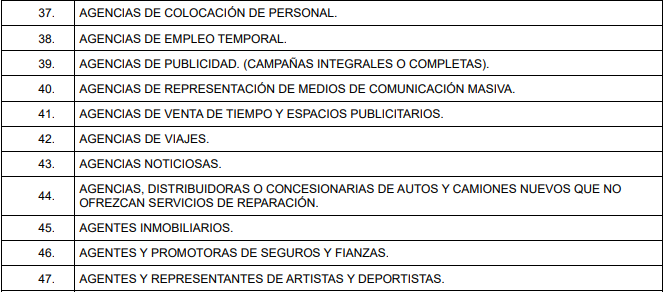 37. AGENCIAS DE COLOCACIÓN DE PERSONAL.
38. AGENCIAS DE EMPLEO TEMPORAL.
39. AGENCIAS DE PUBLICIDAD. (CAMPAÑAS INTEGRALES O COMPLETAS).
40. AGENCIAS DE REPRESENTACIÓN DE MEDIOS DE COMUNICACIÓN MASIVA.
41. AGENCIAS DE VENTA DE TIEMPO Y ESPACIOS PUBLICITARIOS.
42. AGENCIAS DE VIAJES.
43. AGENCIAS NOTICIOSAS.
44. AGENCIAS, DISTRIBUIDORAS O CONCESIONARIAS DE AUTOS Y CAMIONES NUEVOS QUE NO
OFREZCAN SERVICIOS DE REPARACIÓN.
45. AGENTES INMOBILIARIOS.
46. AGENTES Y PROMOTORAS DE SEGUROS Y FIANZAS.
47. AGENTES Y REPRESENTANTES DE ARTISTAS Y DEPORTISTAS.